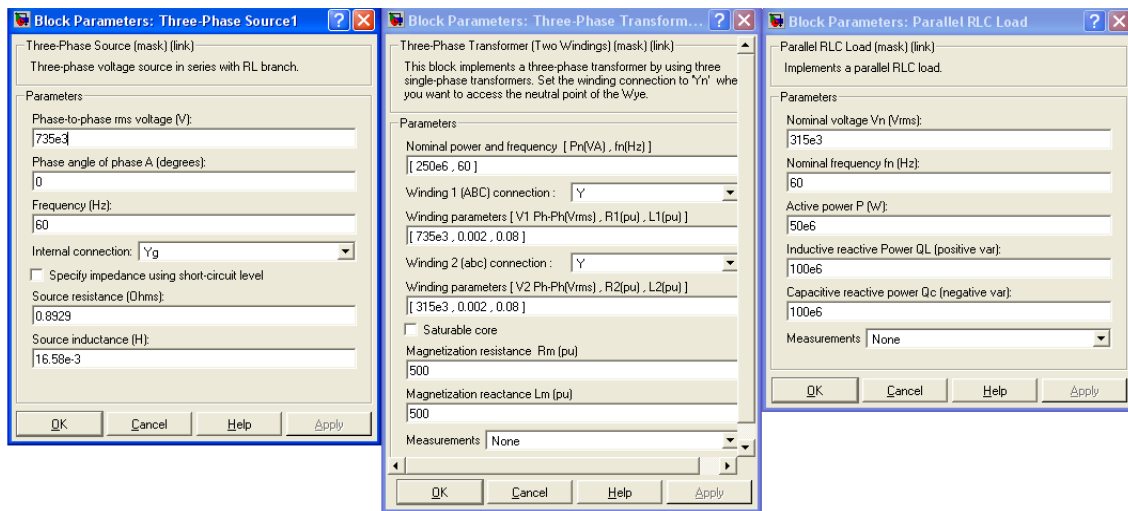 Block Parameters: Three-Phase Source1
Three-Phase Source (mask) (link)
Three-phase voltage source in series with RL branch.
Parameters
Phase-to-phase rms voltage (V):
735e3
Phase angle of phase A (degrees):
0
Frequency (Hz):
60
Internal connection: Yg
Specify impedance using short-circuit level
Source resistance (Ohms):
0.8929
Source inductance (H):
16.58e-3
OK Cancel Help Apply
Block Parameters: Three-Phase Transform...
Three-Phase Transformer (Two Windings) (mask) (link)
This block implements a three-phase transformer by using three
single-phase transformers. Set the winding connection to 'Yn' whe
you want to access the neutral point of the Wye.
Parameters
Nominal power and frequency [ Pn(VA) , fn(Hz) ]
[ 250e6 , 60 ]
Winding 1 (ABC) connection : Y
Winding parameters [ V1 Ph-Ph(Vrms) , R1(pu) , L1(pu) ]
[ 735e3 , 0.002 , 0.08 ]
Winding 2 (abc) connection : Y
Winding parameters [ V2 Ph-Ph(Vrms) , R2(pu) , L2(pu) ]
[ 315e3 , 0.002 , 0.08 ]
Saturable core
Magnetization resistance Rm (pu)
500
Magnetization reactance Lm (pu)
500
Measurements None
OK Cancel Help Apply
Block Parameters: Parallel RLC Load
Parallel RLC Load (mask) (link)
Implements a parallel RLC load.
Parameters
Nominal voltage Vn (Vrms):
315e3
Nominal frequency fn (Hz):
60
Active power P (W):
50e6
Inductive reactive Power QL (positive var):
100e6
Capacitive reactive power Qc (negative var):
100e6
Measurements None
OK Cancel Help Apply